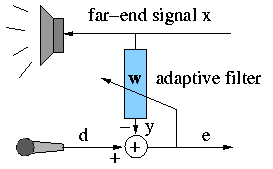 far-end signal x
w adaptive filter
d - y e
+ +